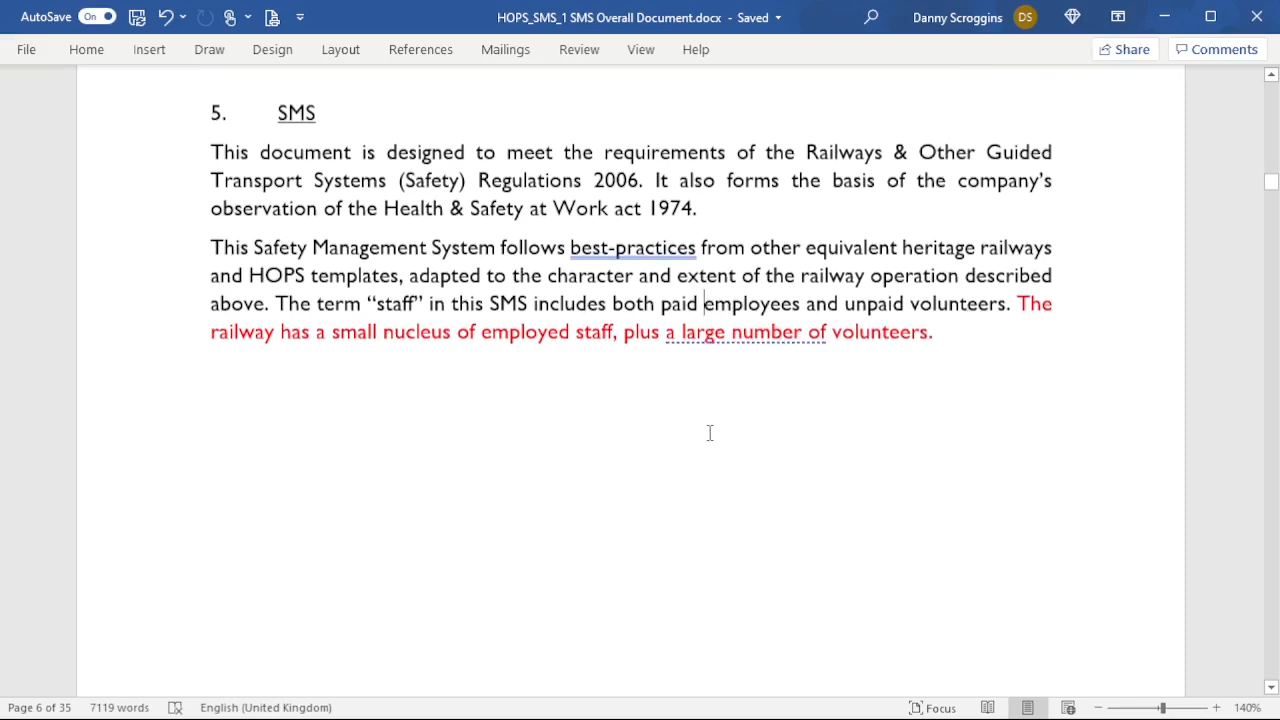 AutoSave On HOPS_SMS_1 SMS Overall Document.docx - Saved Danny Scroggins DS
File Home Insert Draw Design Layout References Mailings Review View Help Share Comments
5. SMS
This document is designed to meet the requirements of the Railways & Other Guided
Transport Systems (Safety) Regulations 2006. It also forms the basis of the company’s
observation of the Health & Safety at Work act 1974.
This Safety Management System follows best-practices from other equivalent heritage railways
and HOPS templates, adapted to the character and extent of the railway operation described
above. The term “staff” in this SMS includes both paid employees and unpaid volunteers. The
railway has a small nucleus of employed staff, plus a large number of volunteers.
Page 6 of 35 7119 words English (United Kingdom) Focus 140%